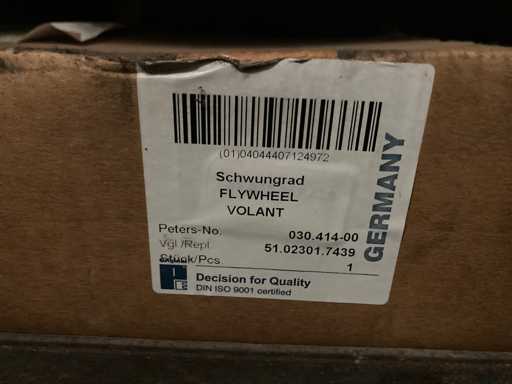 (01)04044407124972
Schwungrad
FLYWHEEL
VOLANT
Peters-No. 030.414-00
Vgl./Repl. 51.02301.7439
Stück/Pcs. 1
Decision for Quality
DIN ISO 9001 certified
GERMANY